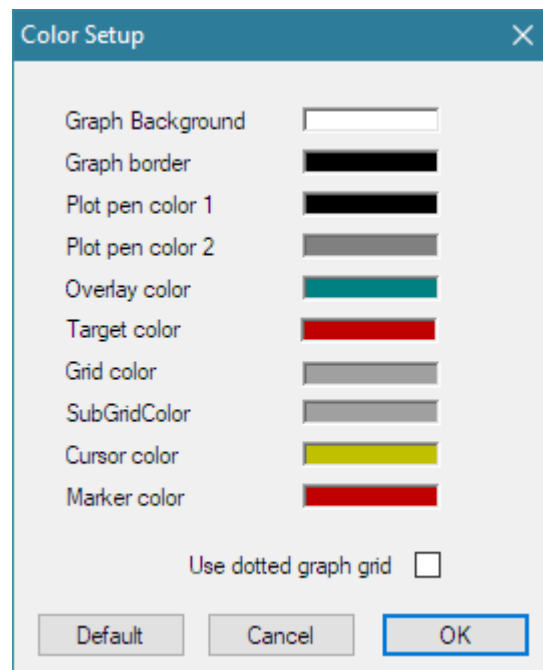 Color Setup
Graph Background
Graph border
Plot pen color 1
Plot pen color 2
Overlay color
Target color
Grid color
SubGridColor
Cursor color
Marker color
Use dotted graph grid
Default Cancel OK